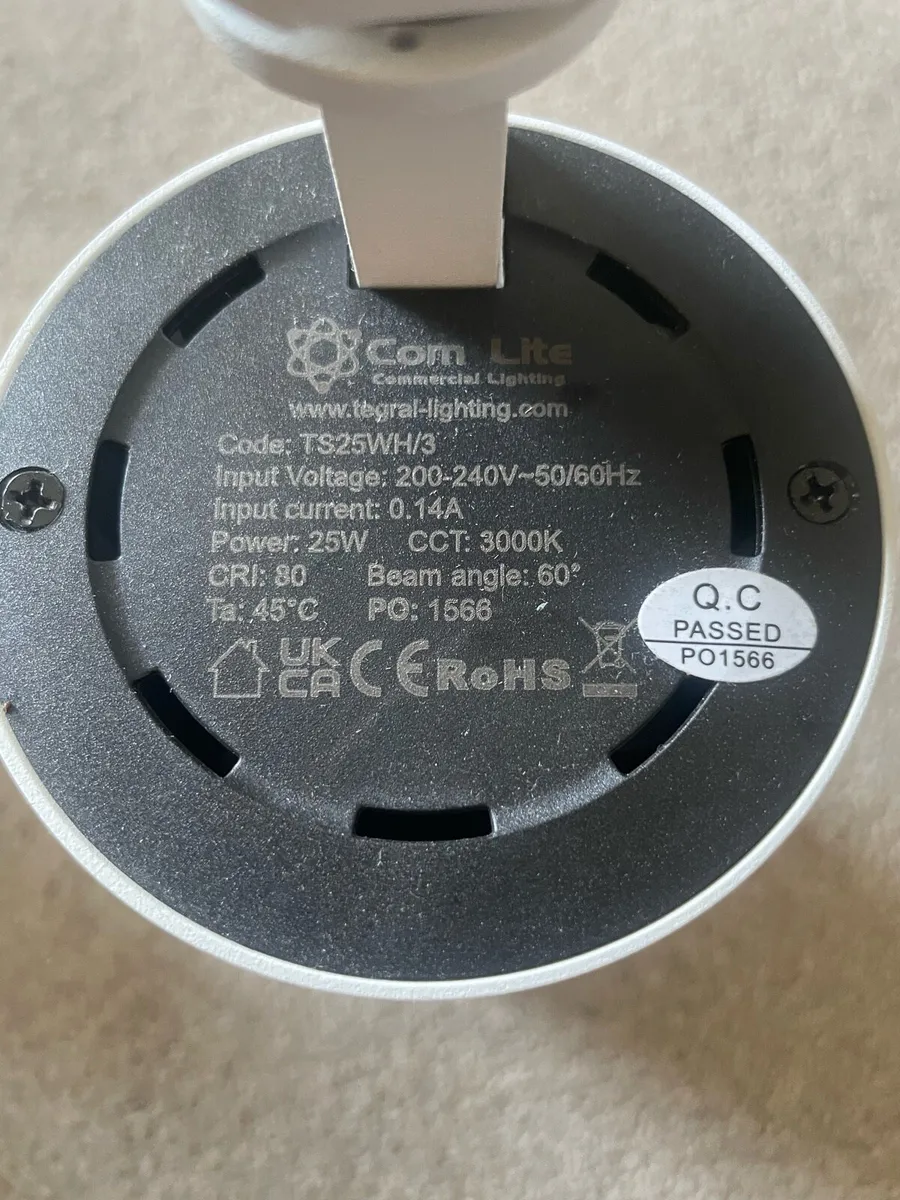 Com Lite
Commercial Lighting
www.tegral-lighting.com
Code: TS25WH/3
Input Voltage: 200-240V~50/60Hz
Input current: 0.14A
Power: 25W CCT: 3000K
CRI: 80 Beam angle: 60°
Ta: 45°C PO: 1566
UK
CA CE RoHS
Q.C
PASSED
PO1566